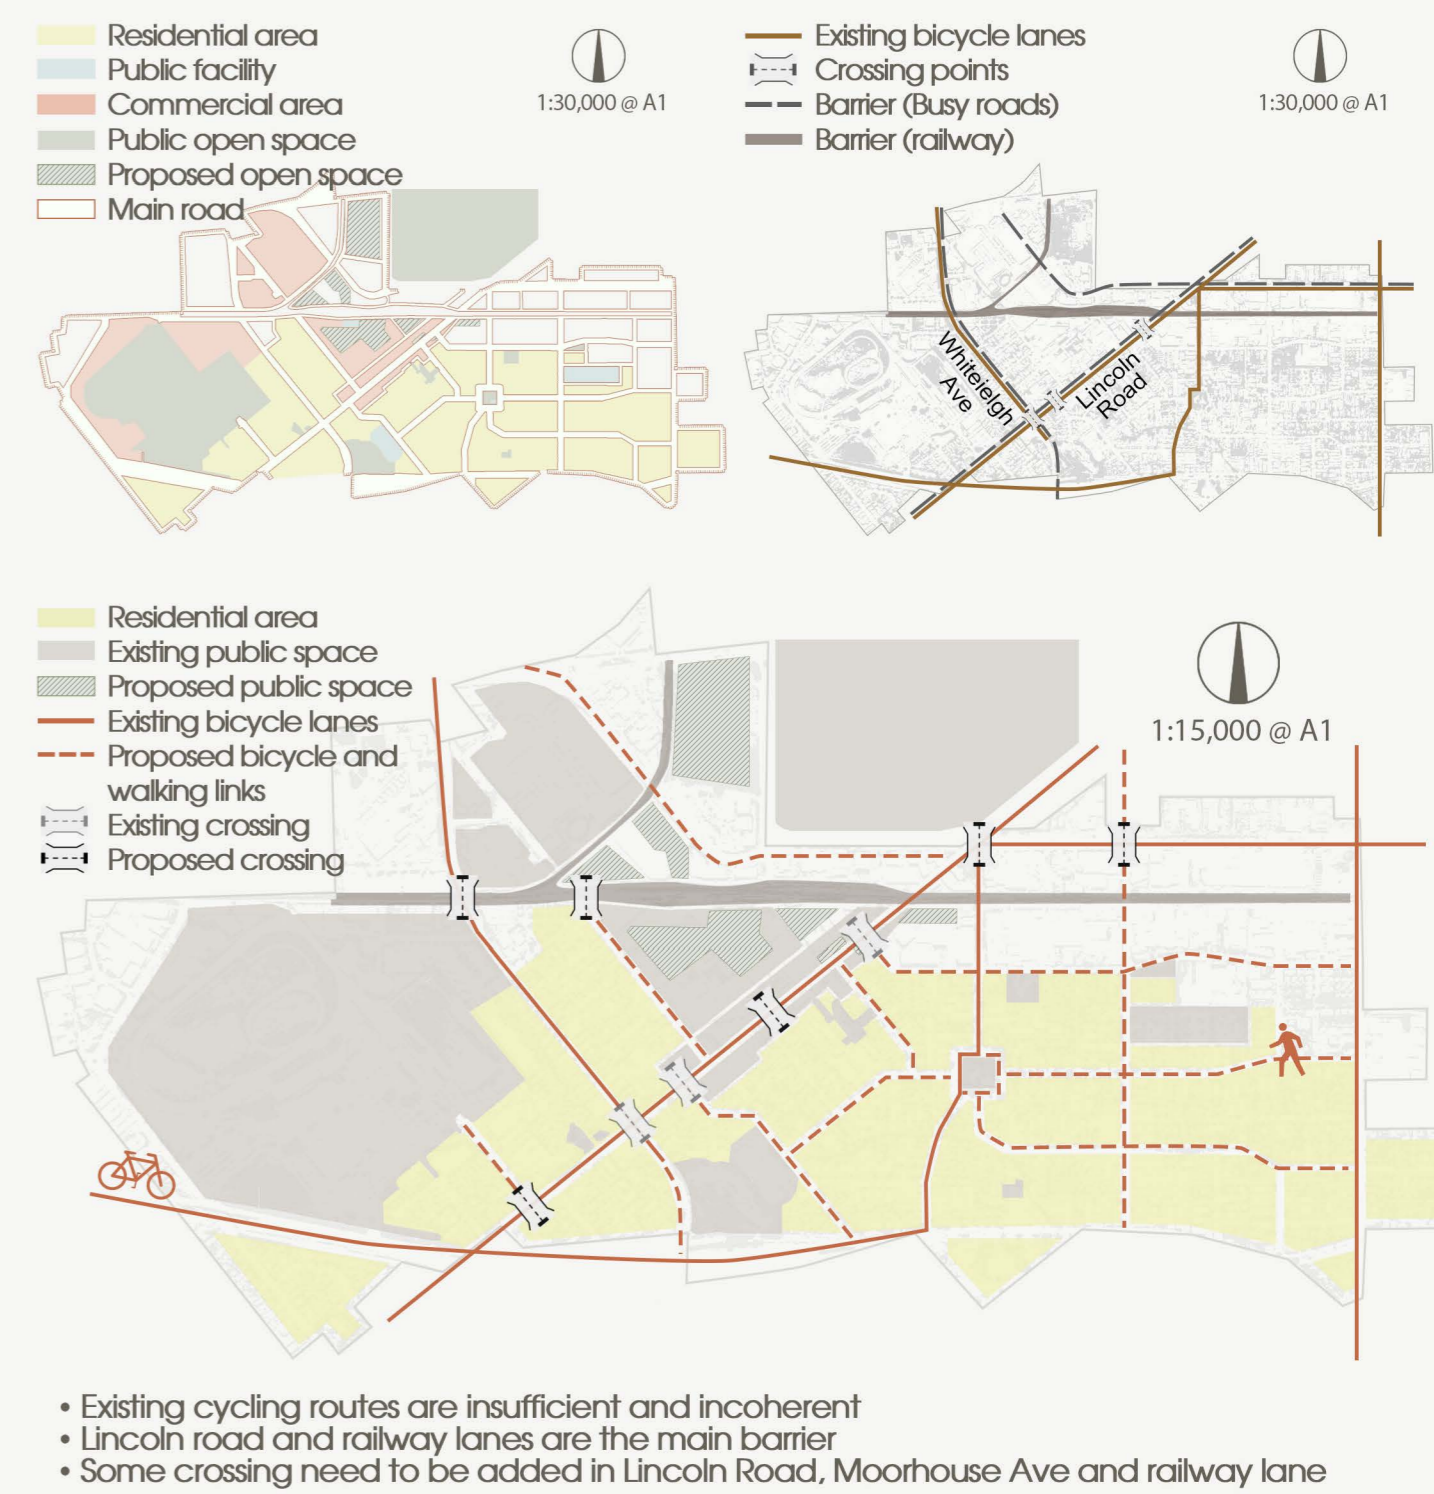 Residential area
Public facility
Commercial area
Public open space
Proposed open space
Main road
1:30,000 @ A1
Existing bicycle lanes
Crossing points
Barrier (Busy roads)
Barrier (railway)
1:30,000 @ A1
Whiteielgh
Ave
Lincoln
Road
Residential area
Existing public space
Proposed public space
Existing bicycle lanes
Proposed bicycle and
walking links
Existing crossing
Proposed crossing
1:15,000 @ A1
• Existing cycling routes are insufficient and incoherent
• Lincoln road and railway lanes are the main barrier
• Some crossing need to be added in Lincoln Road, Moorhouse Ave and railway lane